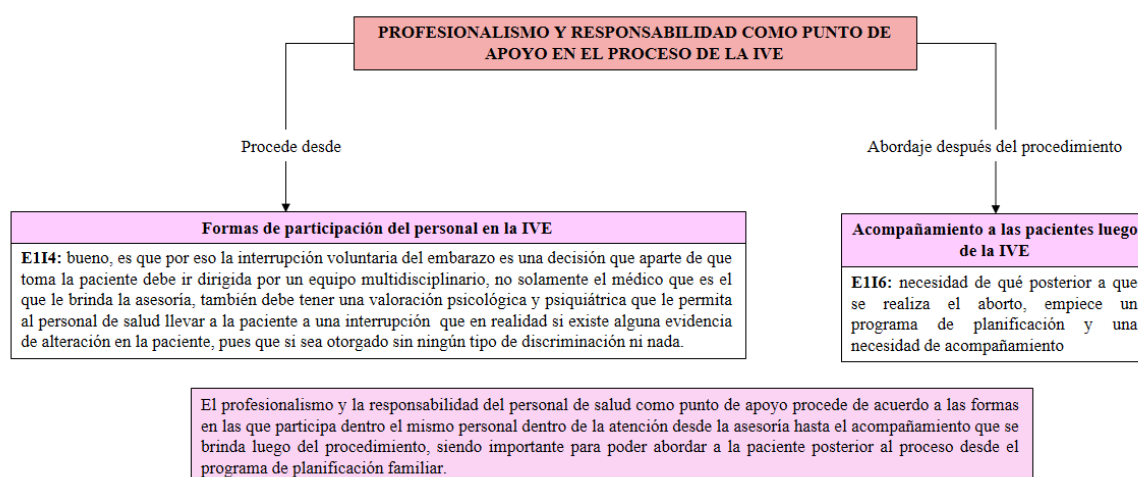 PROFESIONALISMO Y RESPONSABILIDAD COMO PUNTO DE
APOYO EN EL PROCESO DE LA IVE
Procede desde
Abordaje después del procedimiento
Formas de participación del personal en la IVE
E1I4: bueno, es que por eso la interrupción voluntaria del embarazo es una decisión que aparte de que
toma la paciente debe ir dirigida por un equipo multidisciplinario, no solamente el médico que es el
que le brinda la asesoría, también debe tener una valoración psicológica y psiquiátrica que le permita
al personal de salud llevar a la paciente a una interrupción que en realidad si existe alguna evidencia
de alteración en la paciente, pues que si sea otorgado sin ningún tipo de discriminación ni nada.
Acompañamiento a las pacientes luego
de la IVE
E1I6: necesidad de qué posterior a que
se realiza el aborto, empiece un
programa de planificación y una
necesidad de acompañamiento
El profesionalismo y la responsabilidad del personal de salud como punto de apoyo procede de acuerdo a las formas
en las que participa dentro el mismo personal dentro de la atención desde la asesoría hasta el acompañamiento que se
brinda luego del procedimiento, siendo importante para poder abordar a la paciente posterior al proceso desde el
programa de planificación familiar.